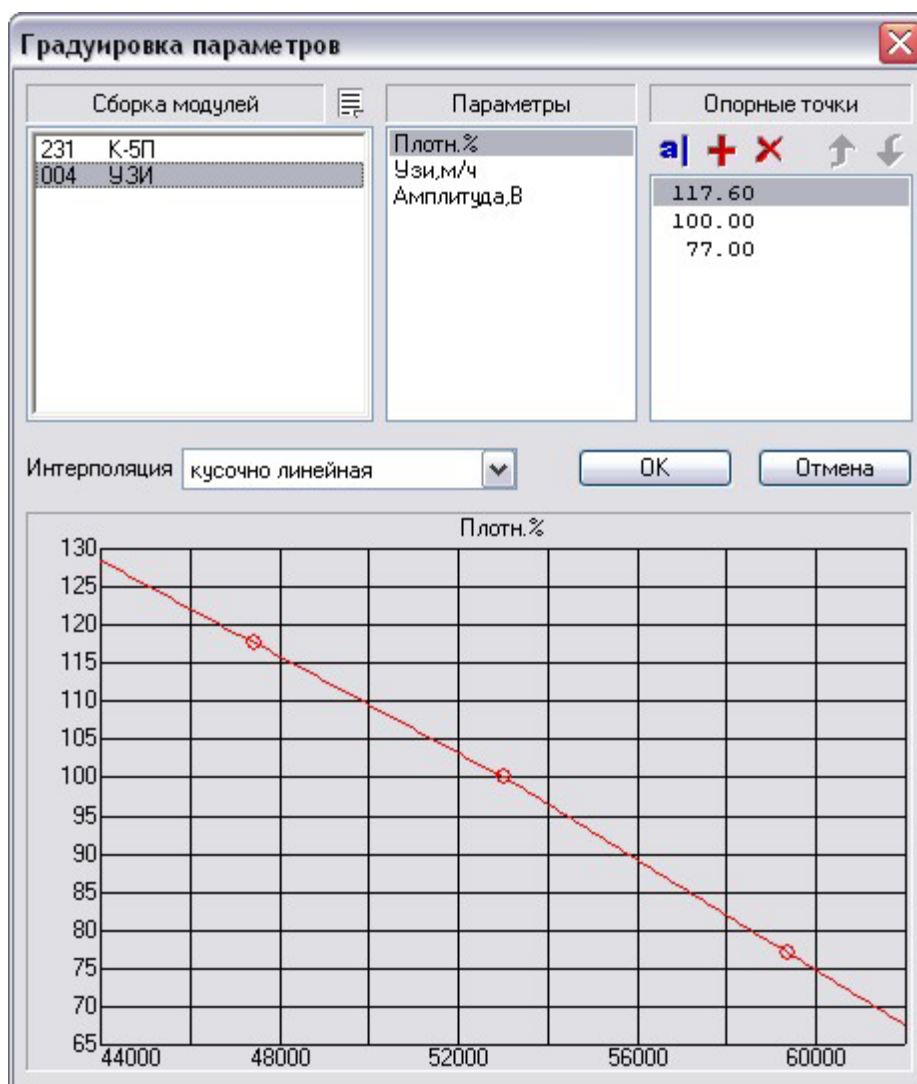 Градуировка параметров
Сборка модулей
Параметры
Опорные точки
231 К-5П
004 УЗИ
Плотн.%
Узи,м/ч
Амплитуда,В
a|
117.60
100.00
77.00
Интерполяция
кусочно линейная
OK
Отмена
Плотн.%
130
125
120
115
110
105
100
95
90
85
80
75
70
65
44000 48000 52000 56000 60000